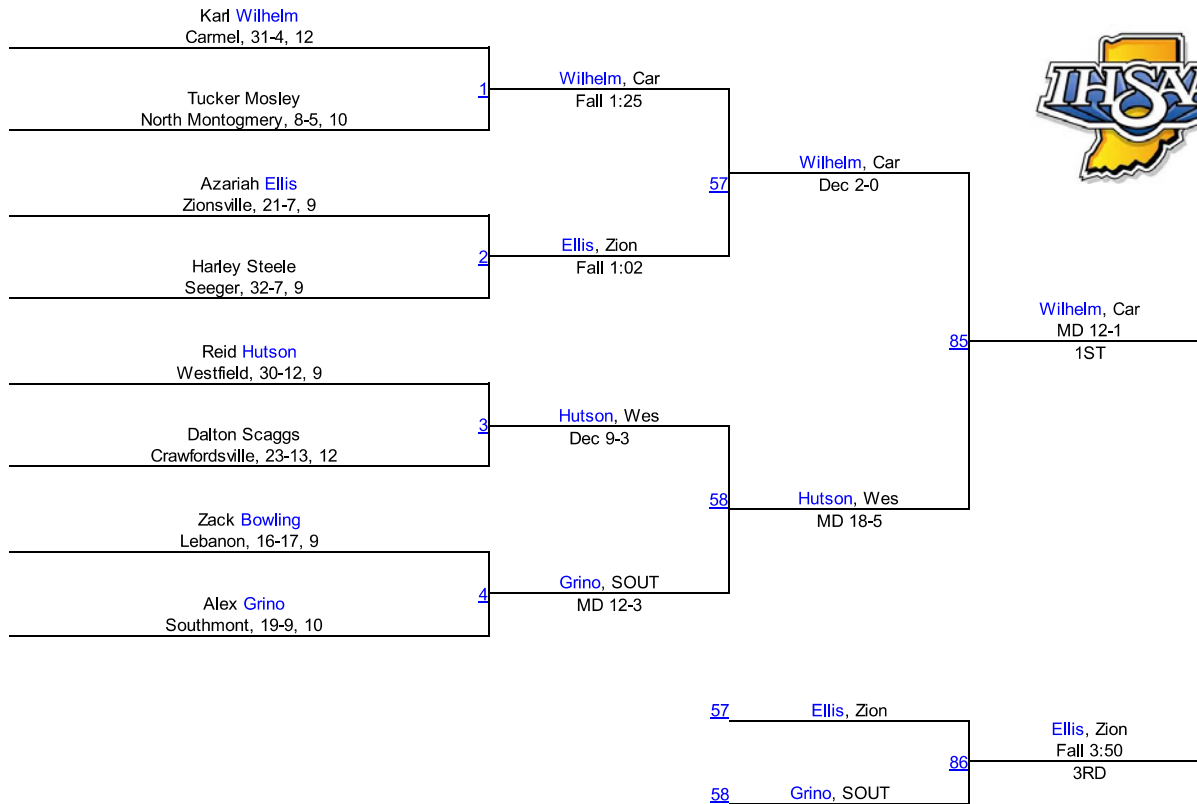 Karl Wilhelm
Carmel, 31-4, 12
1
Tucker Mosley
North Montogmery, 8-5, 10
Wilhelm, Car
Fall 1:25
Azariah Ellis
Zionsville, 21-7, 9
2
Harley Steele
Seeger, 32-7, 9
Ellis, Zion
Fall 1:02
57
Wilhelm, Car
Dec 2-0
Reid Hutson
Westfield, 30-12, 9
3
Dalton Scaggs
Crawfordsville, 23-13, 12
Hutson, Wes
Dec 9-3
Zack Bowling
Lebanon, 16-17, 9
4
Alex Grino
Southmont, 19-9, 10
Grino, SOUT
MD 12-3
58
Hutson, Wes
MD 18-5
85
Wilhelm, Car
MD 12-1
1ST
57
Ellis, Zion
58
Grino, SOUT
86
Ellis, Zion
Fall 3:50
3RD
IHSAA